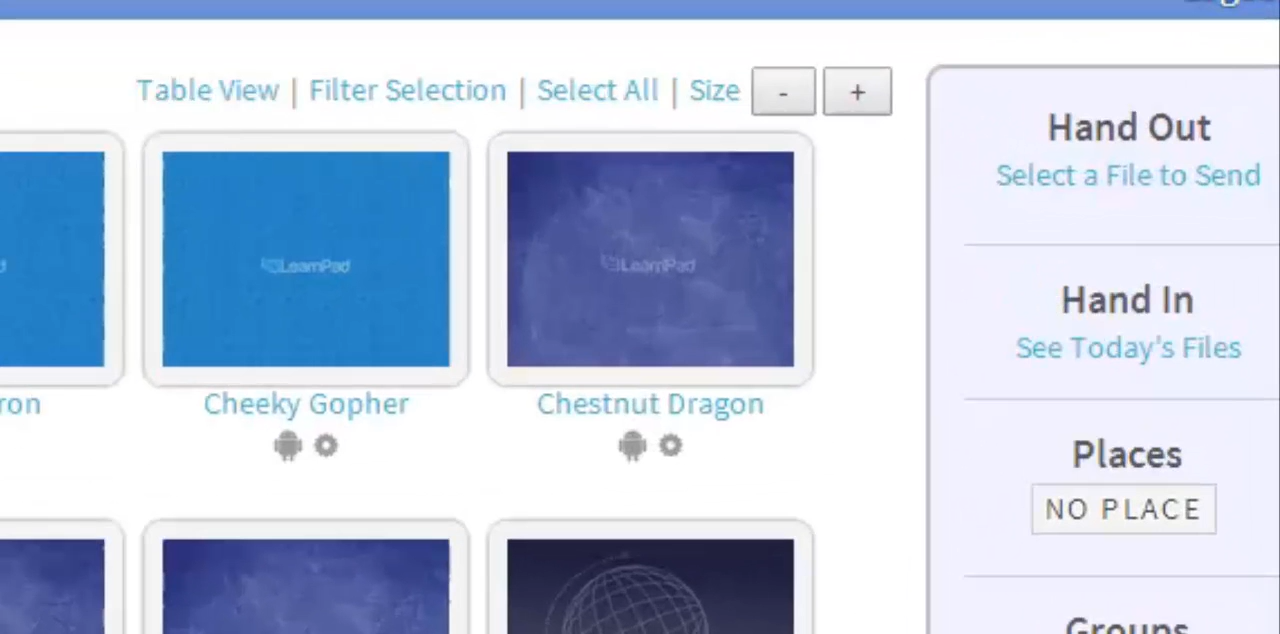 Table View | Filter Selection | Select All | Size - +
LearnPad
LearnPad
ron
Cheeky Gopher
Chestnut Dragon
Hand Out
Select a File to Send
Hand In
See Today's Files
Places
NO PLACE
Groups